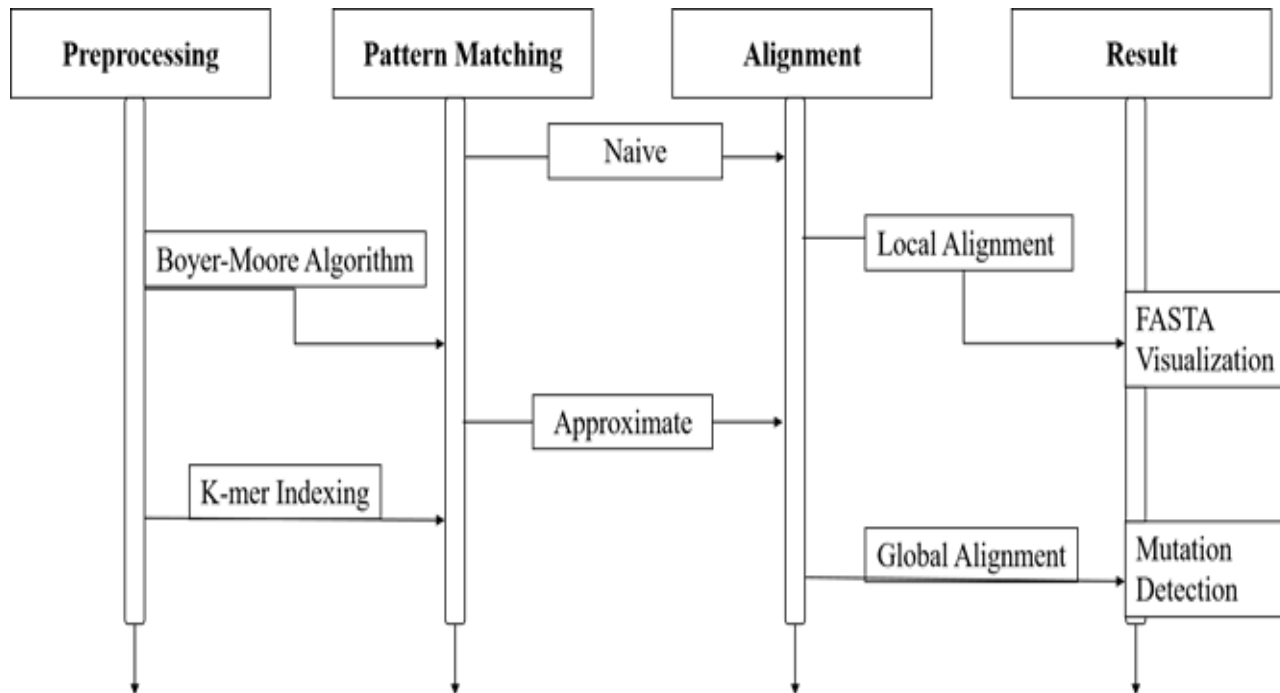 Preprocessing
Pattern Matching
Alignment
Result
Naive
Local Alignment
Boyer-Moore Algorithm
FASTA
Visualization
Approximate
K-mer Indexing
Global Alignment
Mutation
Detection